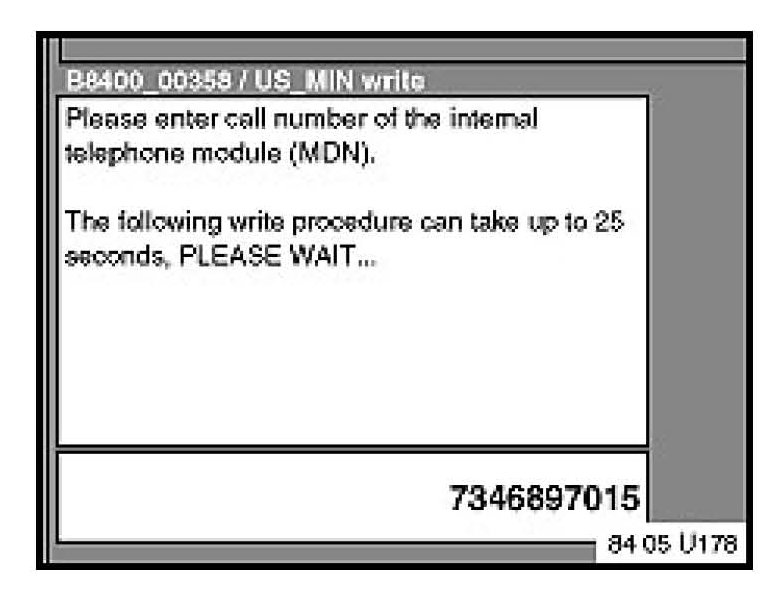 B8400_00358 / US_MIN write
Please enter call number of the internal
telephone module (MDN).
The following write procedure can take up to 25
seconds, PLEASE WAIT...
7346897015
84 05 U178